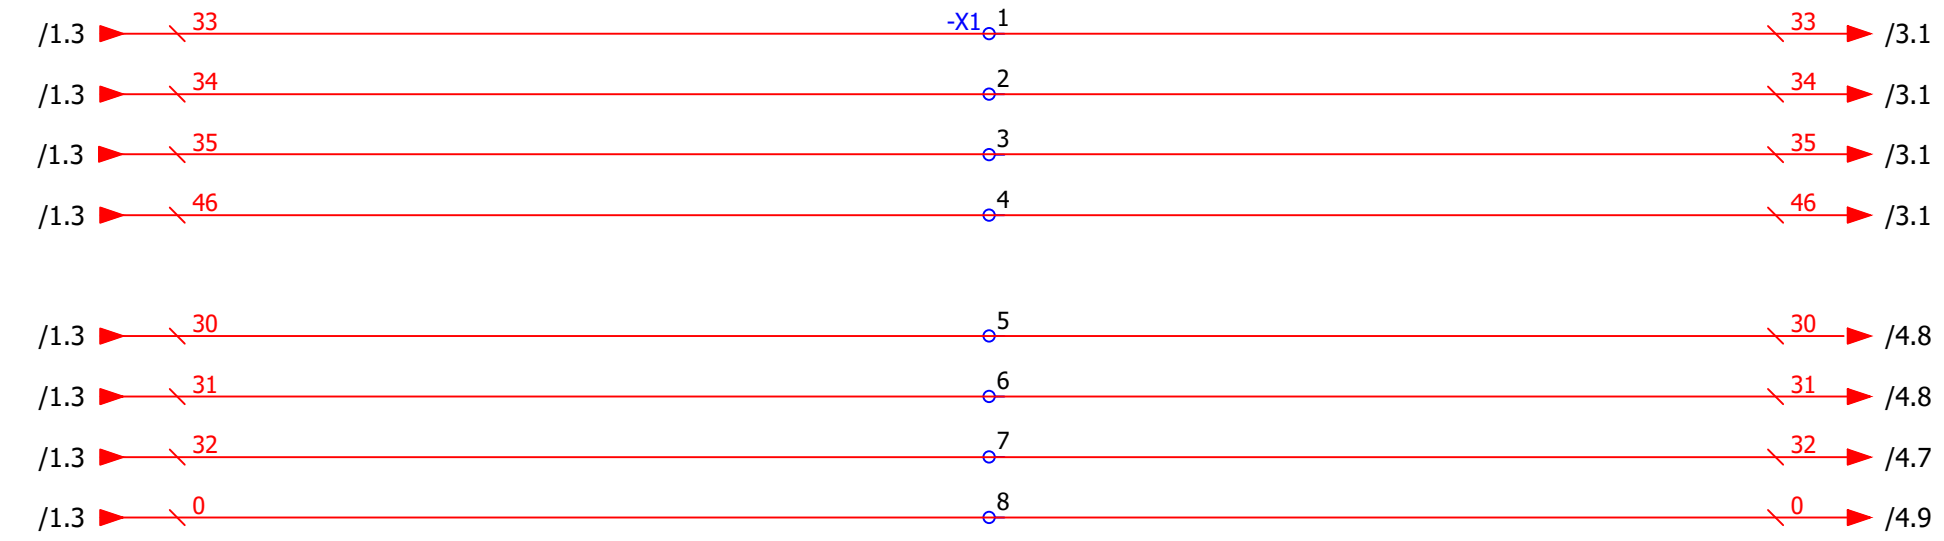 /1.3 33 -X1 1 33 /3.1
/1.3 34 2 34 /3.1
/1.3 35 3 35 /3.1
/1.3 46 4 46 /3.1
/1.3 30 5 30 /4.8
/1.3 31 6 31 /4.8
/1.3 32 7 32 /4.7
/1.3 0 8 0 /4.9